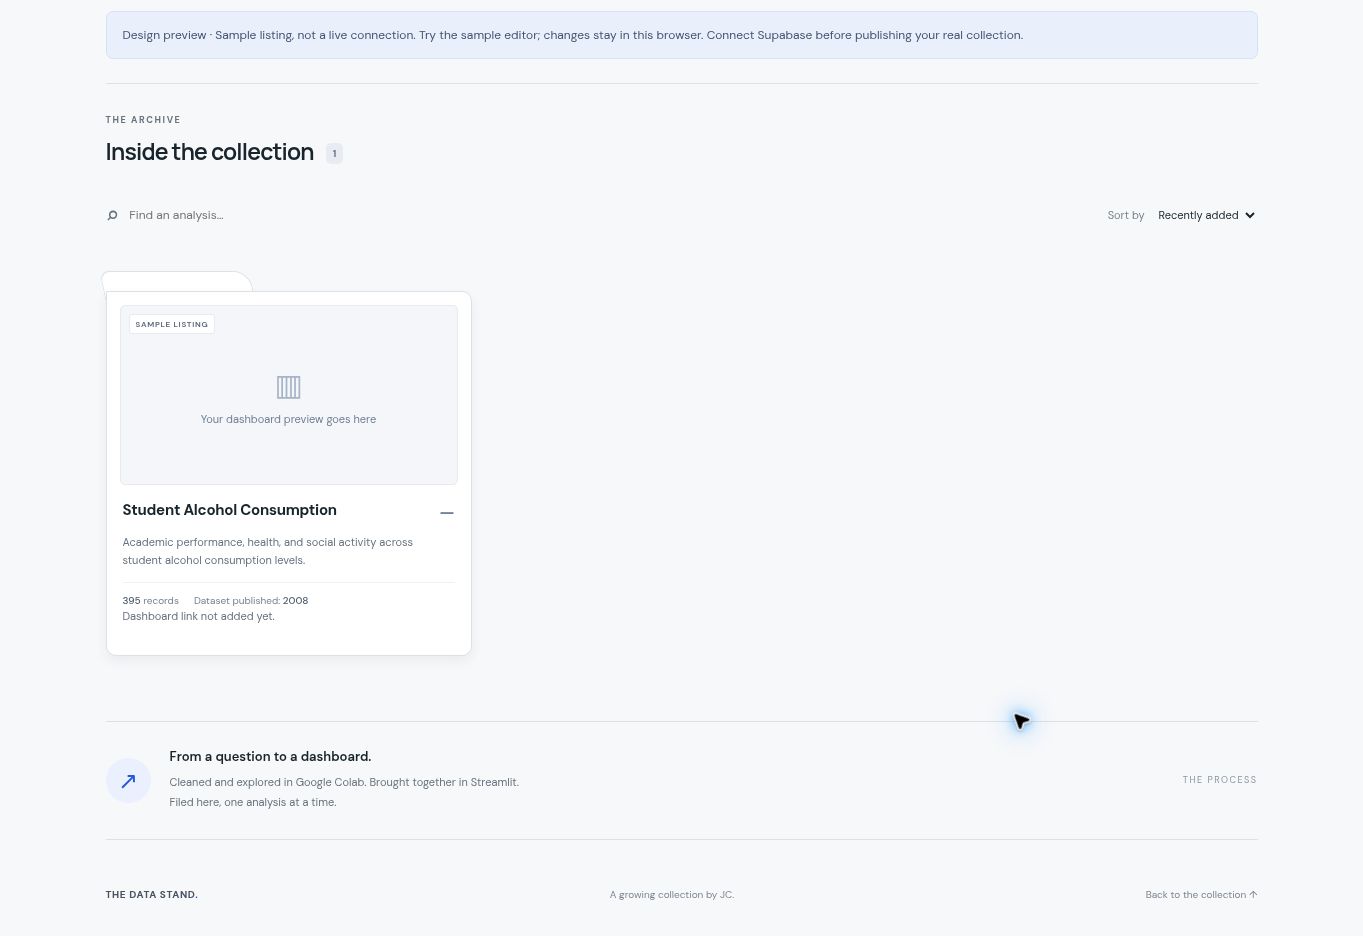 Design preview · Sample listing, not a live connection. Try the sample editor; changes stay in this browser. Connect Supabase before publishing your real collection.
THE ARCHIVE
Inside the collection 1
Find an analysis...
Sort by Recently added
SAMPLE LISTING
Your dashboard preview goes here
Student Alcohol Consumption —
Academic performance, health, and social activity across
student alcohol consumption levels.
395 records Dataset published: 2008
Dashboard link not added yet.
From a question to a dashboard.
Cleaned and explored in Google Colab. Brought together in Streamlit.
Filed here, one analysis at a time.
THE PROCESS
THE DATA STAND.
A growing collection by JC.
Back to the collection ↑